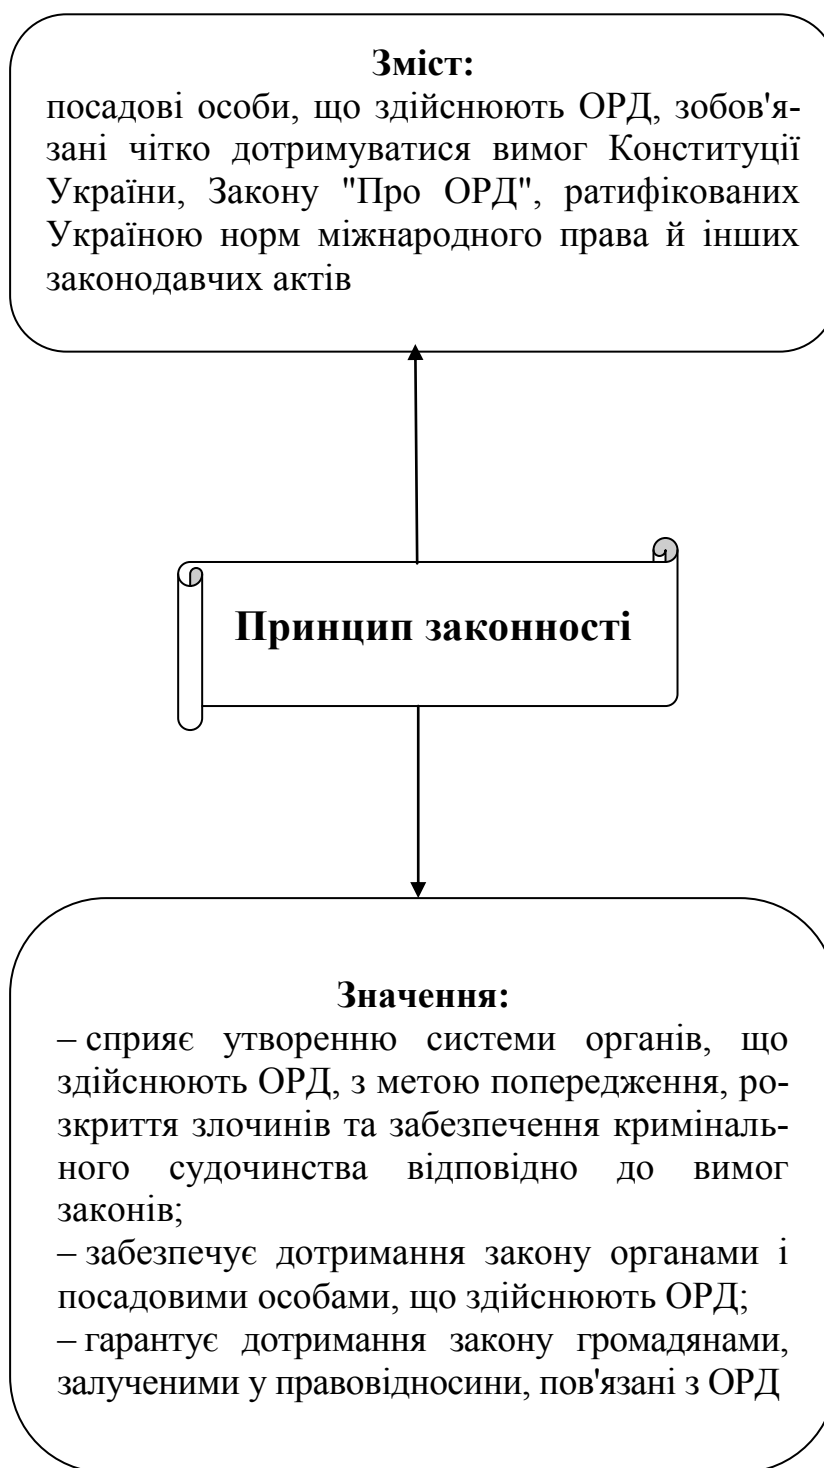 Зміст:
посадові особи, що здійснюють ОРД, зобов'я-
зані чітко дотримуватися вимог Конституції
України, Закону "Про ОРД", ратифікованих
Україною норм міжнародного права й інших
законодавчих актів
Принцип законності
Значення:
– сприяє утворенню системи органів, що
здійснюють ОРД, з метою попередження, ро-
зкриття злочинів та забезпечення криміналь-
ного судочинства відповідно до вимог
законів;
– забезпечує дотримання закону органами і
посадовими особами, що здійснюють ОРД;
– гарантує дотримання закону громадянами,
залученими у правовідносини, пов'язані з ОРД